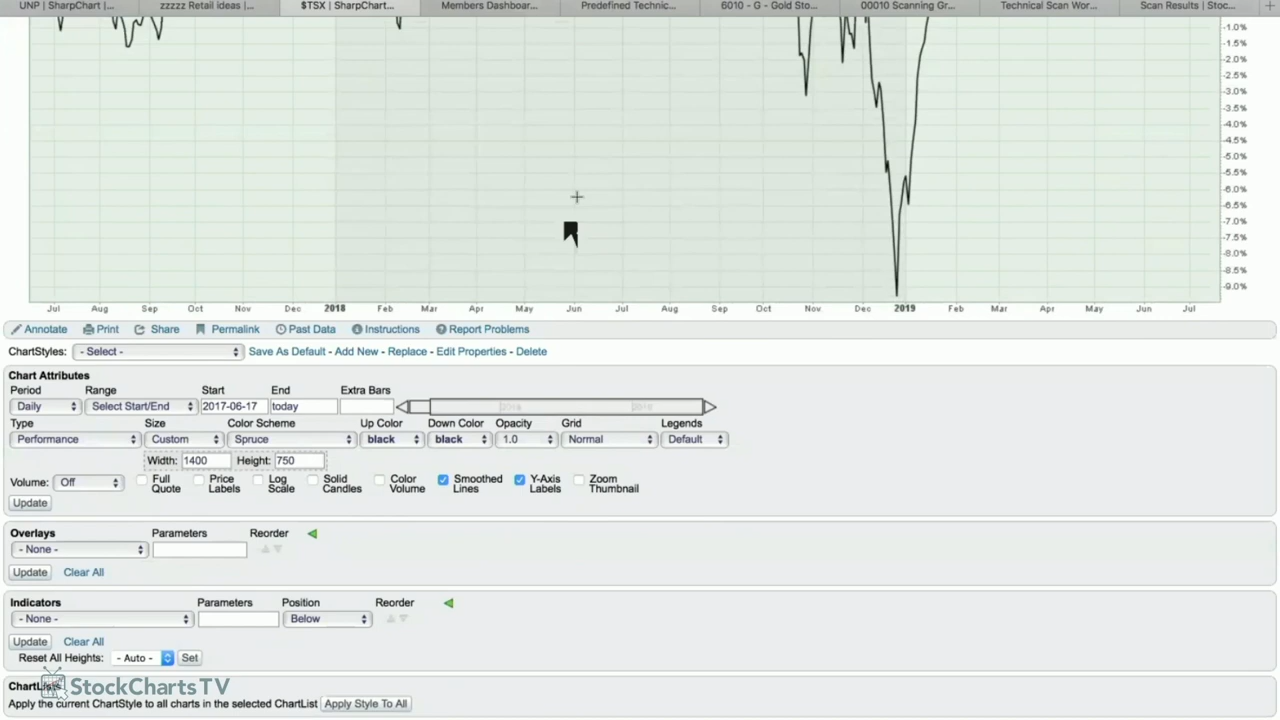 UNP | SharpChart |... zzzzz Retail ideas |... $TSX | SharpChart... Members Dashboar... Predefined Technic... 6010 - G - Gold Sto... 00010 Scanning Gr... Technical Scan Wor... Scan Results | Stoc... +
-1.0%
-1.5%
-2.0%
-2.5%
-3.0%
-3.5%
-4.0%
-4.5%
-5.0%
-5.5%
-6.0%
-6.5%
-7.0%
-7.5%
-8.0%
-8.5%
-9.0%
Jul Aug Sep Oct Nov Dec 2018 Feb Mar Apr May Jun Jul Aug Sep Oct Nov Dec 2019 Feb Mar Apr May Jun Jul
Annotate Print Share Permalink Past Data Instructions Report Problems
ChartStyles: - Select - Save As Default - Add New - Replace - Edit Properties - Delete
Chart Attributes
Period Range Start End Extra Bars
Daily Select Start/End 2017-06-17 today
Type Size Color Scheme Up Color Down Color Opacity Grid Legends
Performance Custom Spruce black black 1.0 Normal Default
Width: 1400 Height: 750
Volume: Off Full Quote Price Labels Log Scale Solid Candles Color Volume Smoothed Lines Y-Axis Labels Zoom Thumbnail
Update
Overlays Parameters Reorder
- None -
Update Clear All
Indicators Parameters Position Reorder
- None - Below
Update Clear All
Reset All Heights: - Auto - Set
StockChartsTV
Apply the current ChartStyle to all charts in the selected ChartList Apply Style To All